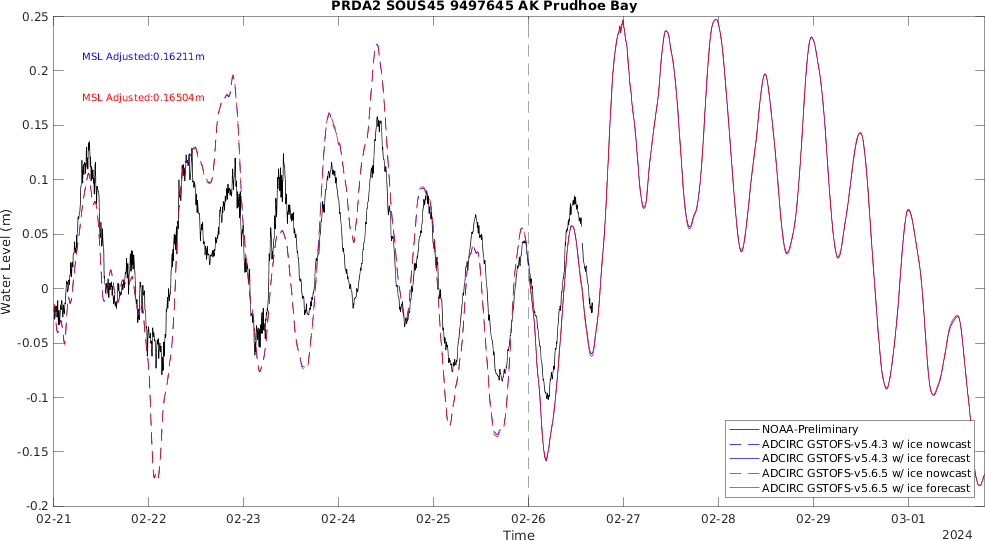 PRDA2 SOUS45 9497645 AK Prudhoe Bay
MSL Adjusted:0.16211m
MSL Adjusted:0.16504m
Water Level (m)
0.25
0.2
0.15
0.1
0.05
0
-0.05
-0.1
-0.15
-0.2
NOAA-Preliminary
ADCIRC GSTOFS-v5.4.3 w/ ice nowcast
ADCIRC GSTOFS-v5.4.3 w/ ice forecast
ADCIRC GSTOFS-v5.6.5 w/ ice nowcast
ADCIRC GSTOFS-v5.6.5 w/ ice forecast
02-21 02-22 02-23 02-24 02-25 02-26 02-27 02-28 02-29 03-01
Time
2024